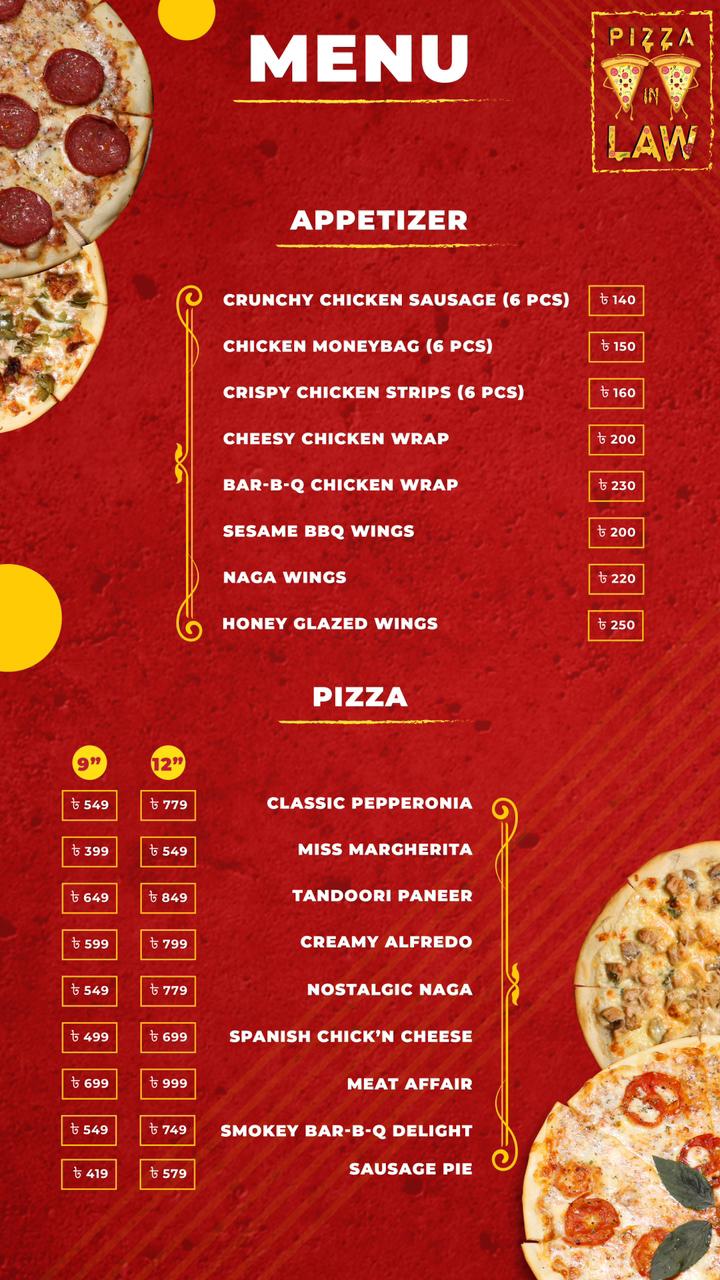 MENU
PIZZA
IN
LAW
APPETIZER
CRUNCHY CHICKEN SAUSAGE (6 PCS) ৳ 140
CHICKEN MONEYBAG (6 PCS) ৳ 150
CRISPY CHICKEN STRIPS (6 PCS) ৳ 160
CHEESY CHICKEN WRAP ৳ 200
BAR-B-Q CHICKEN WRAP ৳ 230
SESAME BBQ WINGS ৳ 200
NAGA WINGS ৳ 220
HONEY GLAZED WINGS ৳ 250
PIZZA
9” 12”
৳ 549 ৳ 779 CLASSIC PEPPERONIA
৳ 399 ৳ 549 MISS MARGHERITA
৳ 649 ৳ 849 TANDOORI PANEER
৳ 599 ৳ 799 CREAMY ALFREDO
৳ 549 ৳ 779 NOSTALGIC NAGA
৳ 499 ৳ 699 SPANISH CHICK’N CHEESE
৳ 699 ৳ 999 MEAT AFFAIR
৳ 549 ৳ 749 SMOKEY BAR-B-Q DELIGHT
৳ 419 ৳ 579 SAUSAGE PIE